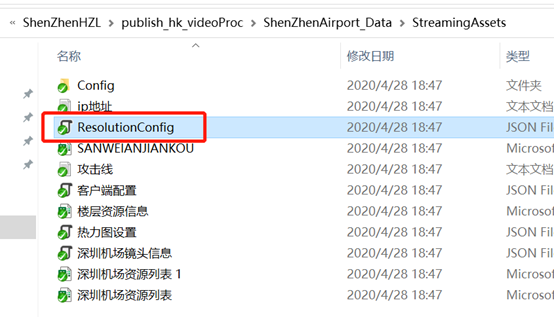 « ShenZhenHZL › publish_hk_videoProc › ShenZhenAirport_Data › StreamingAssets
名称 修改日期 类型
Config 2020/4/28 18:47 文件夹
ip地址 2020/4/28 18:47 文本文档
ResolutionConfig 2020/4/28 18:47 JSON File
SANWEIANJIANKOU 2020/4/28 18:47 Microsof
攻击线 2020/4/28 18:47 文本文档
客户端配置 2020/4/28 18:47 JSON File
楼层资源信息 2020/4/28 18:47 Microsof
热力图设置 2020/4/28 18:47 JSON File
深圳机场镜头信息 2020/4/28 18:47 JSON File
深圳机场资源列表 1 2020/4/28 18:47 Microsof
深圳机场资源列表 2020/4/28 18:47 Microsof